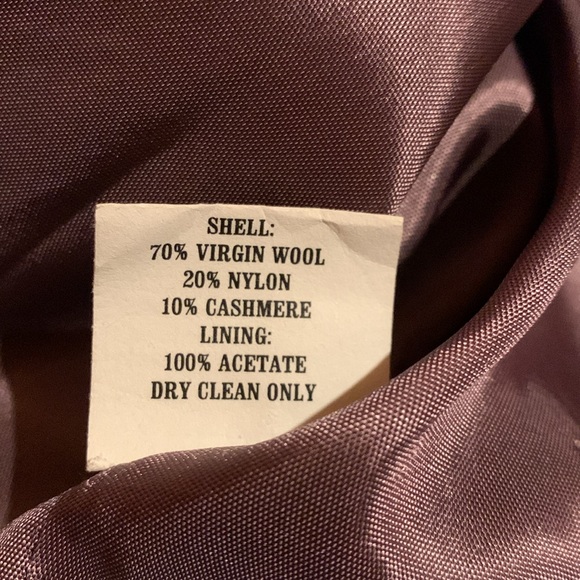 SHELL:
70% VIRGIN WOOL
20% NYLON
10% CASHMERE
LINING:
100% ACETATE
DRY CLEAN ONLY